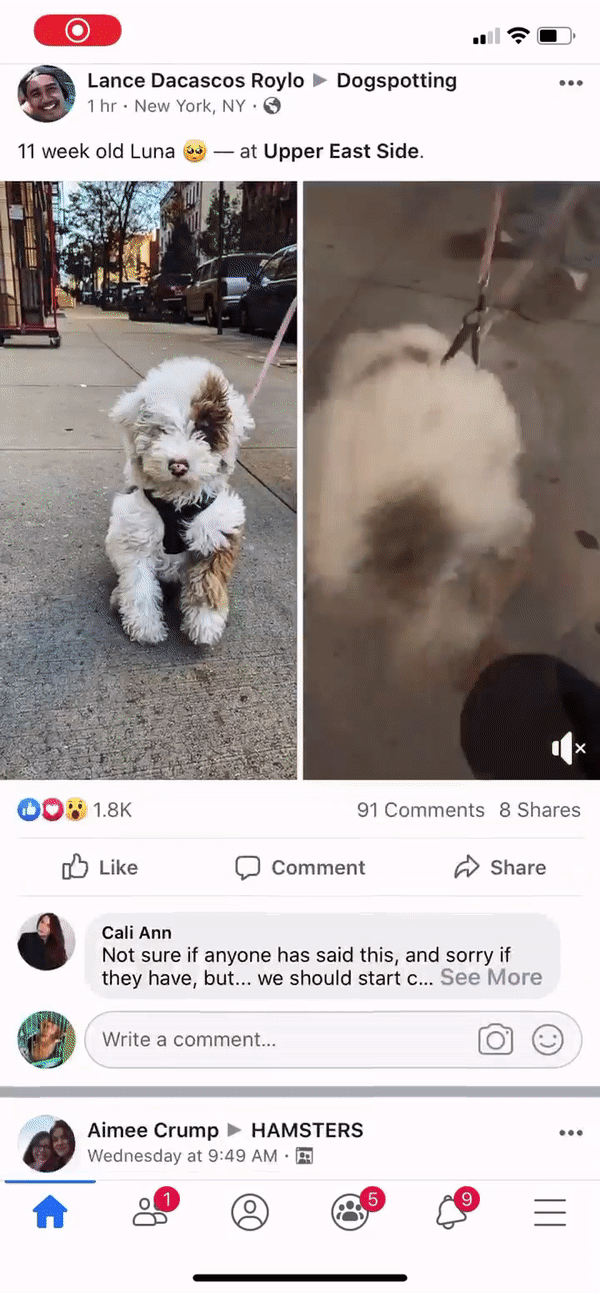 Lance Dacascos Roylo ▶ Dogspotting
1 hr · New York, NY ·
11 week old Luna 🥺 — at Upper East Side.
1.8K
91 Comments 8 Shares
Like
Comment
Share
Cali Ann
Not sure if anyone has said this, and sorry if
they have, but... we should start c... See More
Write a comment...
Aimee Crump ▶ HAMSTERS
Wednesday at 9:49 AM ·
1
5
9